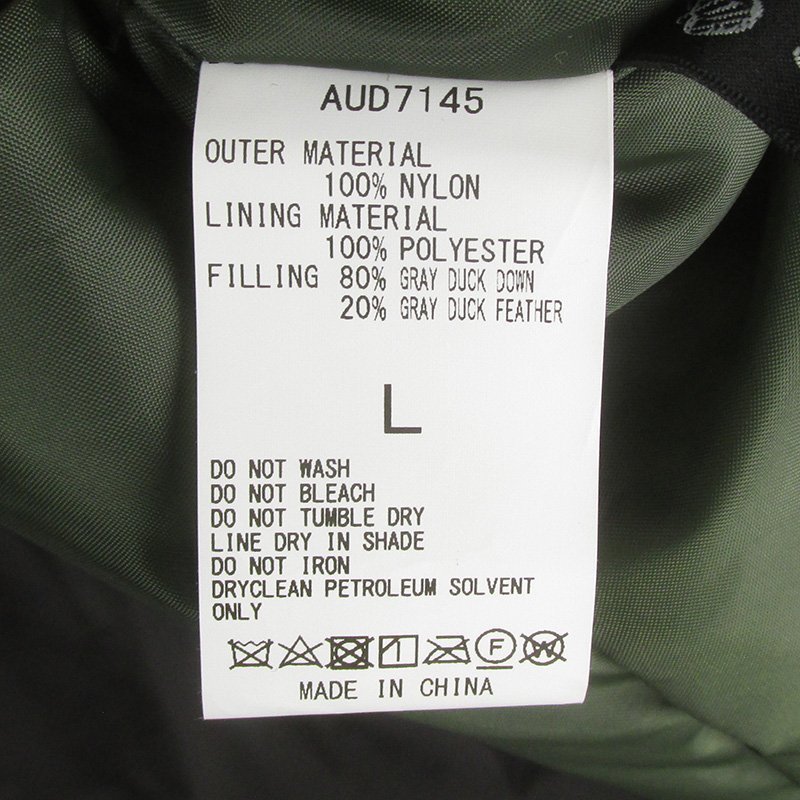 AUD7145
OUTER MATERIAL
100% NYLON
LINING MATERIAL
100% POLYESTER
FILLING 80% GRAY DUCK DOWN
20% GRAY DUCK FEATHER
L
DO NOT WASH
DO NOT BLEACH
DO NOT TUMBLE DRY
LINE DRY IN SHADE
DO NOT IRON
DRYCLEAN PETROLEUM SOLVENT
ONLY
F W
MADE IN CHINA